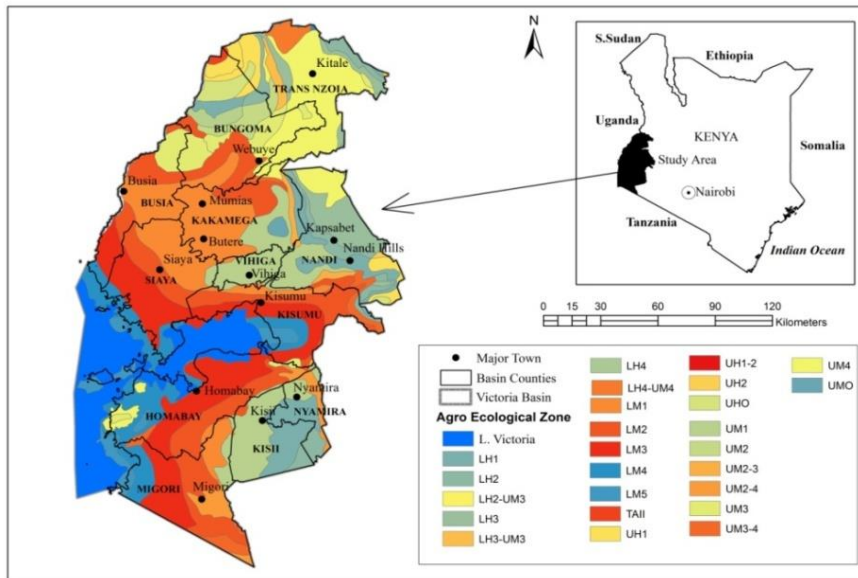 N
S.Sudan
Ethiopia
Uganda
KENYA
Somalia
Study Area
Nairobi
Tanzania
Indian Ocean
Kitale
TRANS NZOIA
BUNGOMA
Webuye
Busia
BUSIA
Mumias
KAKAMEGA
Butere
Kapsabet
Nandi Hills
NANDI
VIHIGA
Vihiga
Siaya
SIAYA
Kisumu
KISUMU
Homabay
HOMABAY
Nyamira
NYAMIRA
Kisii
KISII
MIGORI
Migori
0 15 30 60 90 120
Kilometers
Major Town
Basin Counties
Victoria Basin
Agro Ecological Zone
L. Victoria
LH1
LH2
LH2-UM3
LH3
LH3-UM3
LH4
LH4-UM4
LM1
LM2
LM3
LM4
LM5
TAII
UH1
UH1-2
UH2
UHO
UM1
UM2
UM2-3
UM2-4
UM3
UM3-4
UM4
UMO